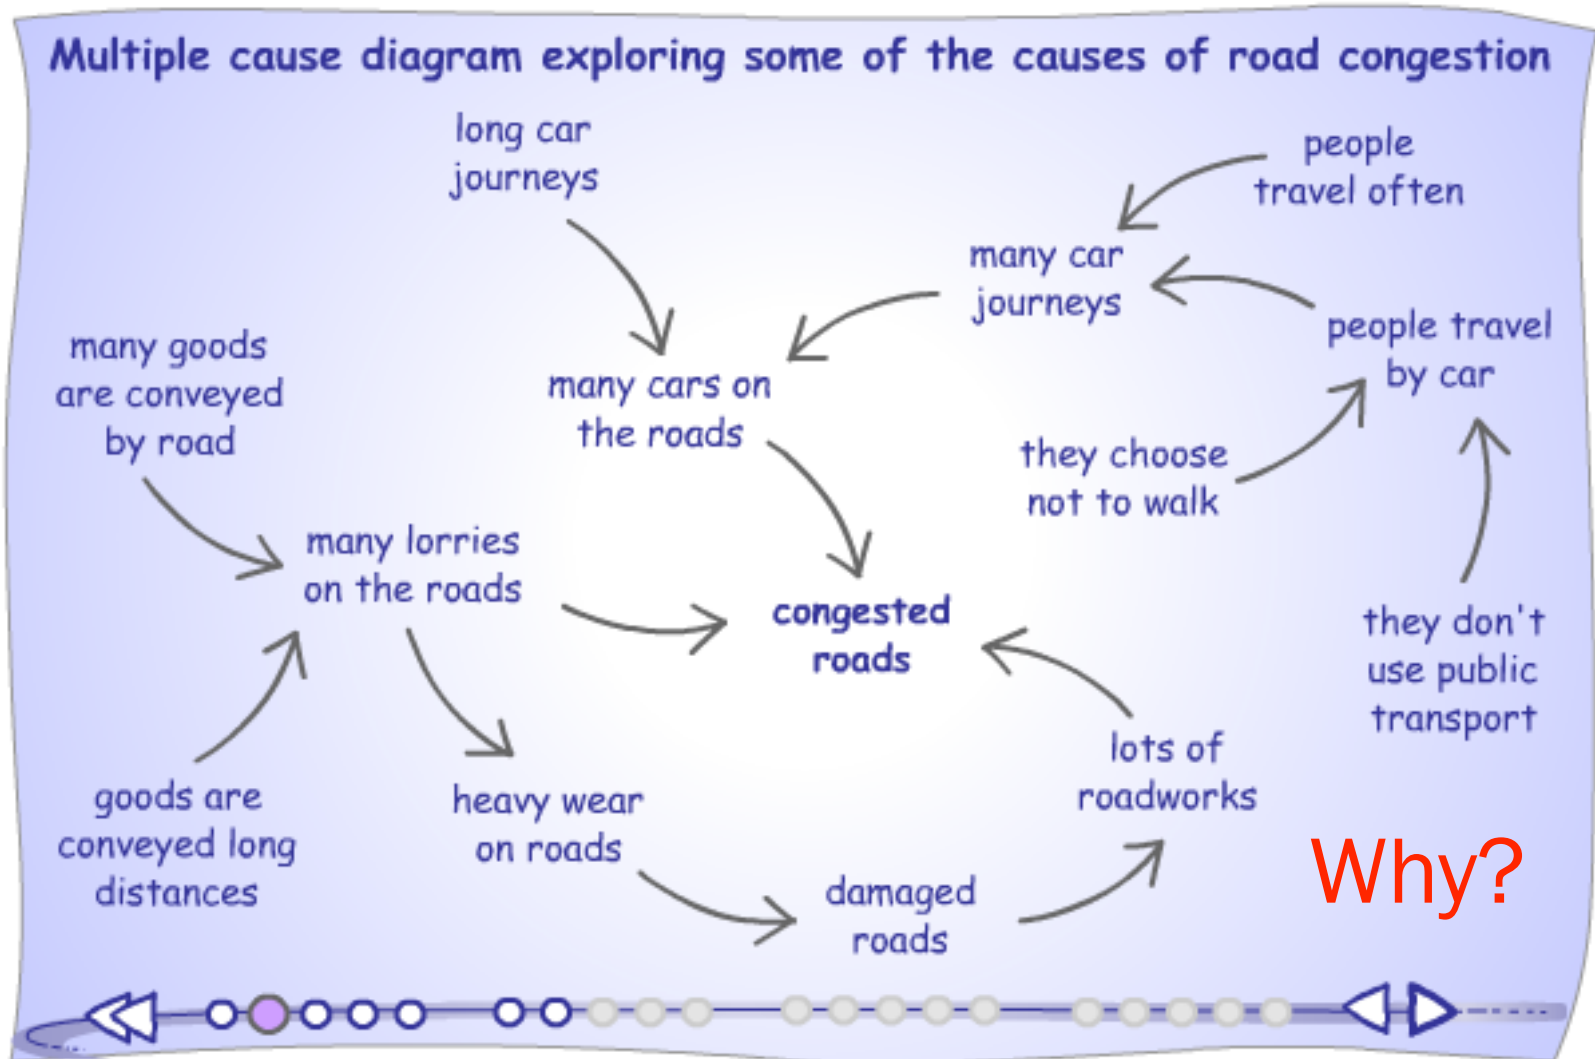 Multiple cause diagram exploring some of the causes of road congestion
long car
journeys
people
travel often
many car
journeys
people travel
by car
many goods
are conveyed
by road
many cars on
the roads
they choose
not to walk
many lorries
on the roads
congested
roads
they don't
use public
transport
lots of
roadworks
goods are
conveyed long
distances
heavy wear
on roads
damaged
roads
Why?